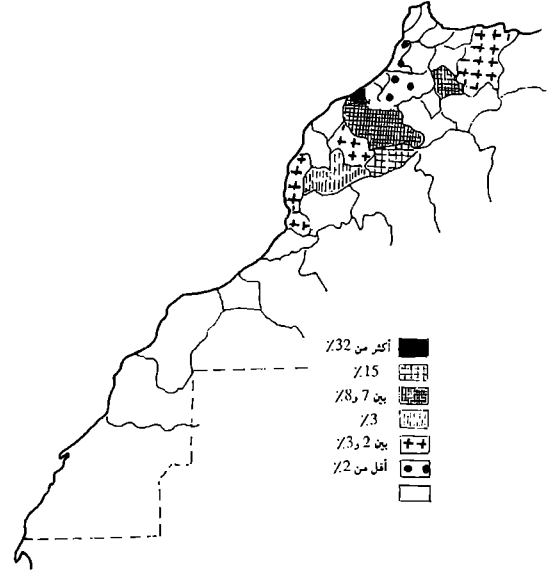 أكثر من 32٪
15٪
بين 7 و8٪
3٪
بين 2 و3٪
أقل من 2٪